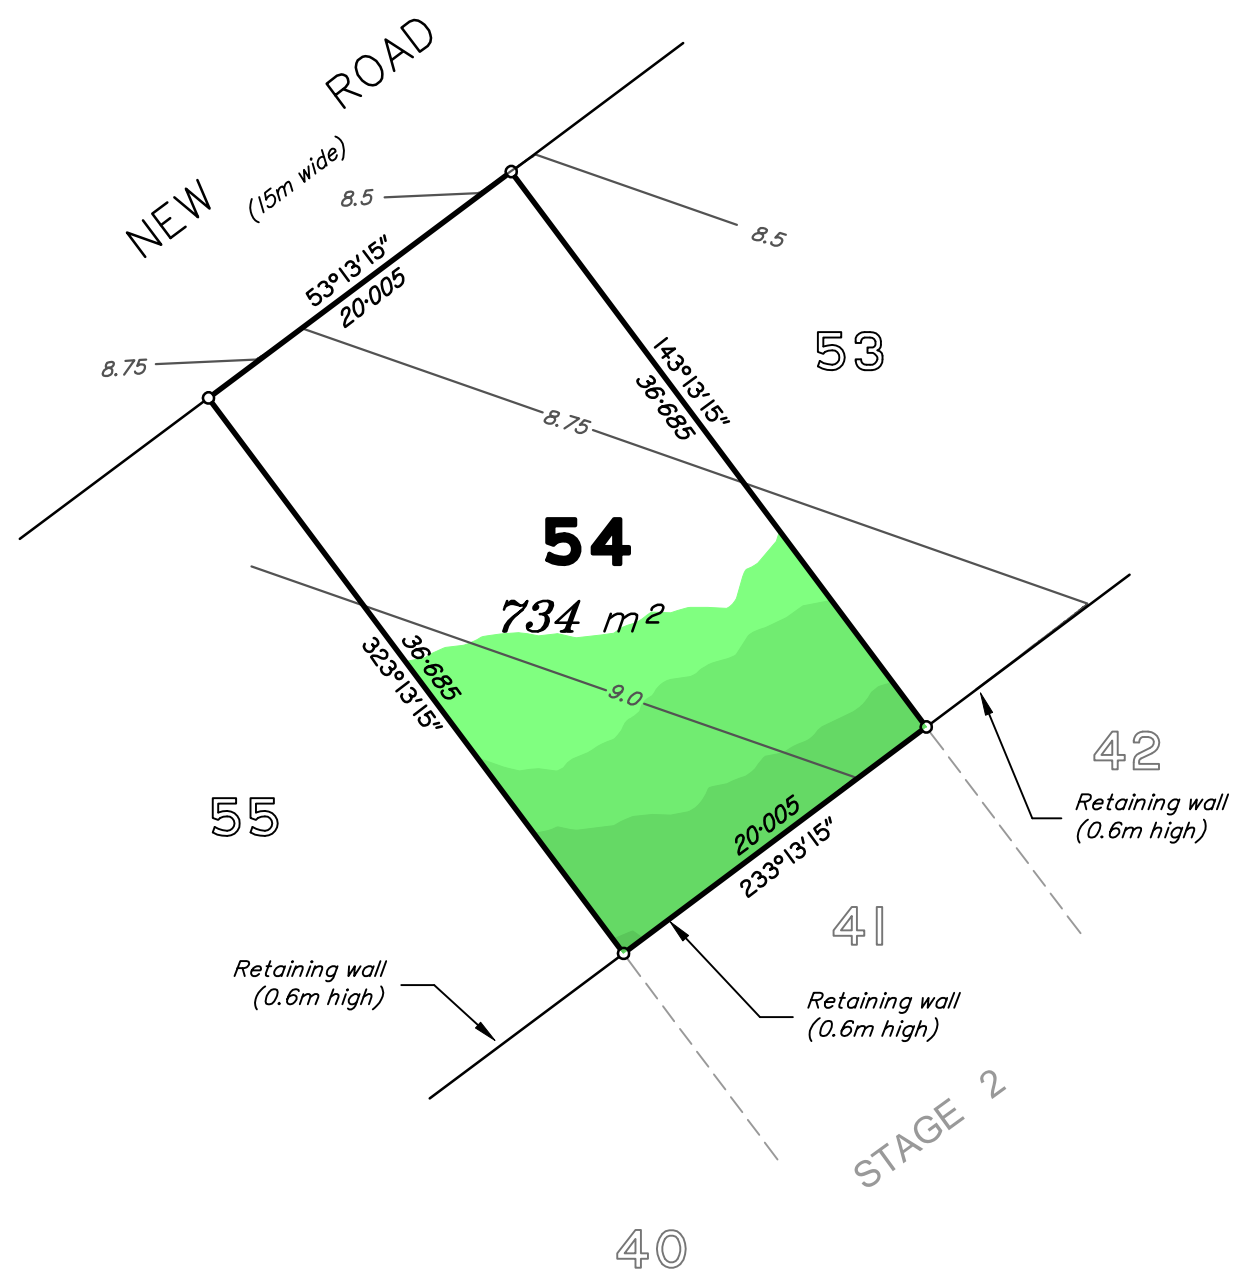 NEW ROAD
(15m wide)
8.5
8.5
53°13'15"
20·005
8.75
53
143°13'15"
36·685
8.75
54
734 m²
36·685
323°13'15"
9.0
42
Retaining wall
(0.6m high)
55
20·005
233°13'15"
41
Retaining wall
(0.6m high)
Retaining wall
(0.6m high)
STAGE 2
40